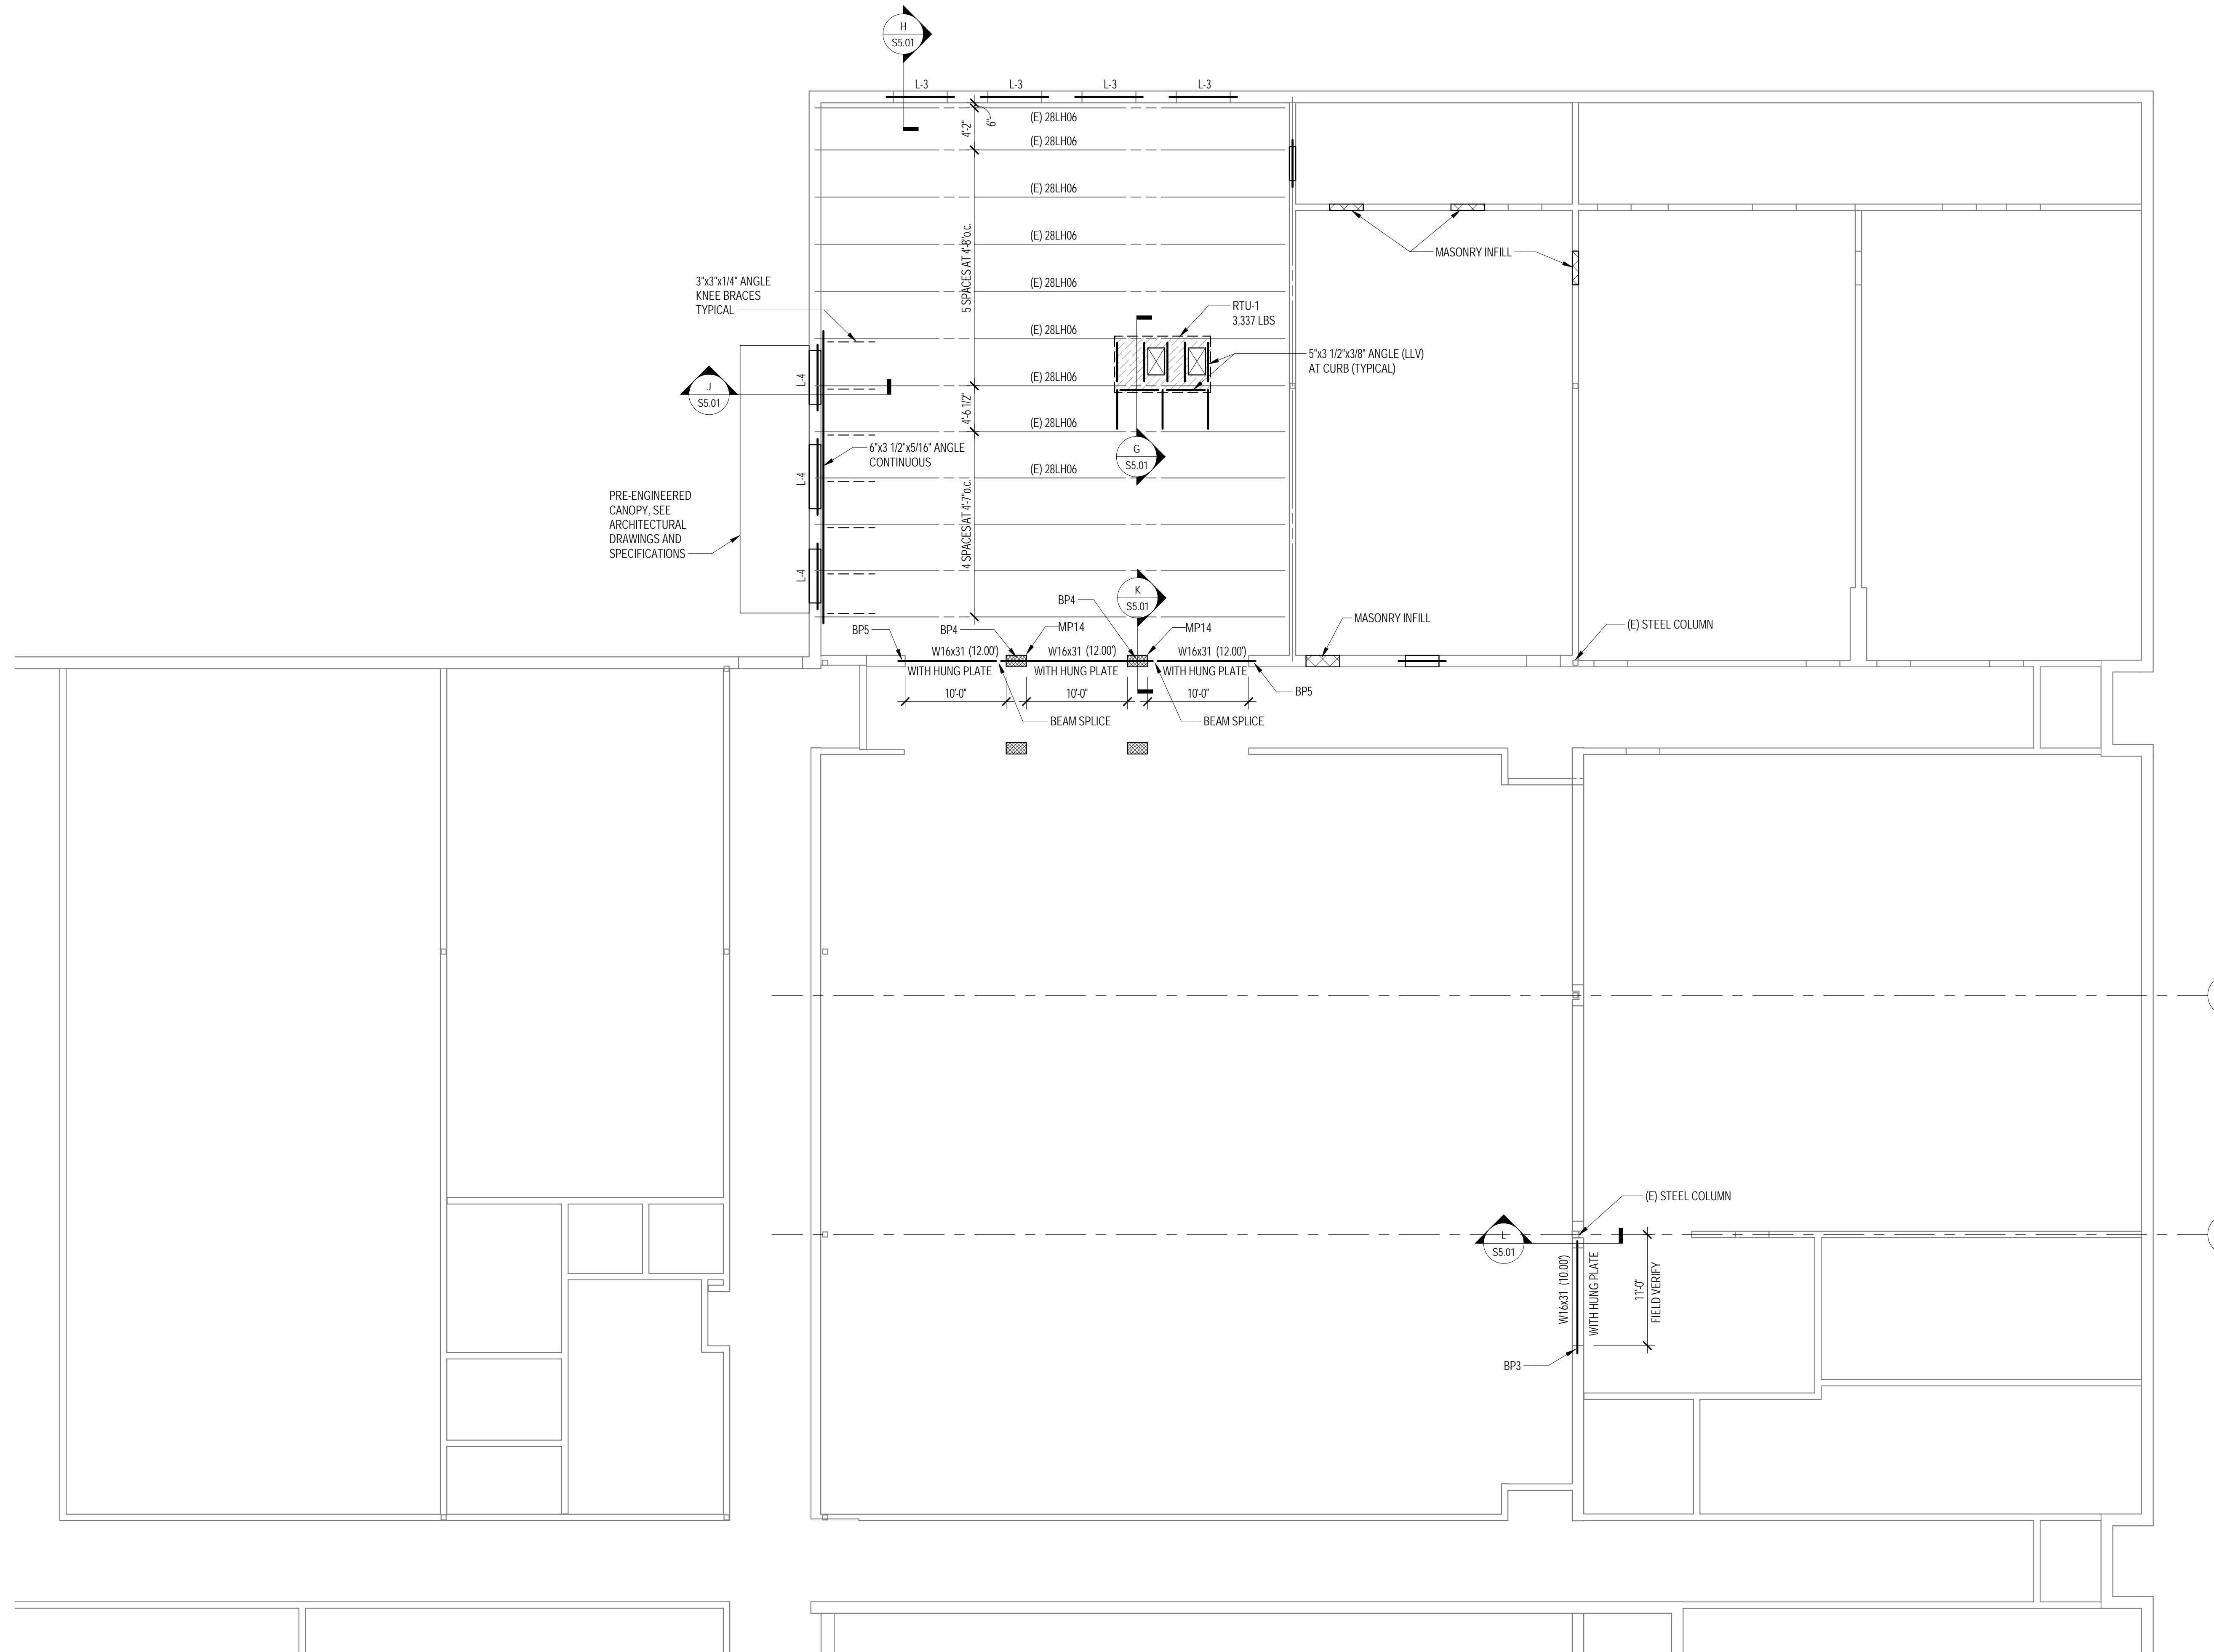 H
S5.01
L-3
L-3
L-3
L-3
6"
4'-2"
(E) 28LH06
(E) 28LH06
(E) 28LH06
(E) 28LH06
(E) 28LH06
(E) 28LH06
(E) 28LH06
(E) 28LH06
(E) 28LH06
5 SPACES AT 4'-8"o.c.
4'-6 1/2"
4 SPACES AT 4'-7"o.c.
MASONRY INFILL
3"x3"x1/4" ANGLE
KNEE BRACES
TYPICAL
RTU-1
3,337 LBS
5"x3 1/2"x3/8" ANGLE (LLV)
AT CURB (TYPICAL)
J
S5.01
L-4
L-4
L-4
6"x3 1/2"x5/16" ANGLE
CONTINUOUS
G
S5.01
PRE-ENGINEERED
CANOPY, SEE
ARCHITECTURAL
DRAWINGS AND
SPECIFICATIONS
K
S5.01
BP4
MASONRY INFILL
(E) STEEL COLUMN
BP5
BP4
MP14
MP14
W16x31 (12.00')
W16x31 (12.00')
W16x31 (12.00')
WITH HUNG PLATE
WITH HUNG PLATE
WITH HUNG PLATE
10'-0"
10'-0"
10'-0"
BP5
BEAM SPLICE
BEAM SPLICE
(E) STEEL COLUMN
L
S5.01
W16x31 (10.00')
WITH HUNG PLATE
11'-0"
FIELD VERIFY
BP3